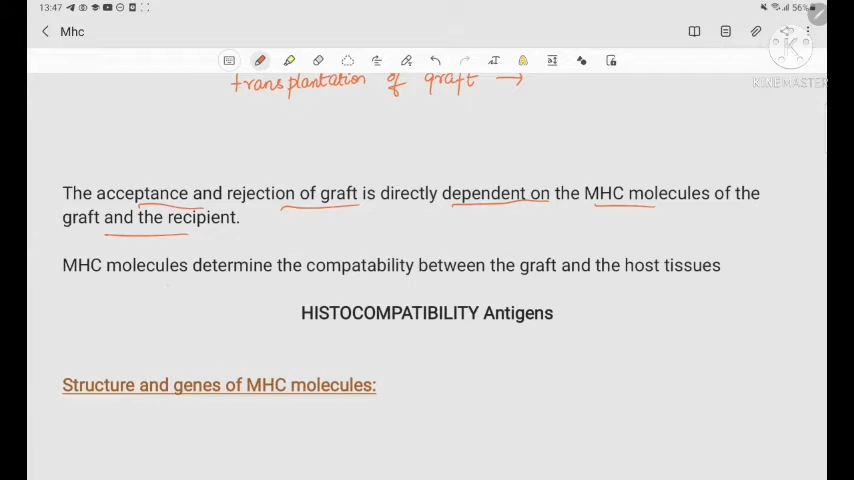 13:47
56%
Mhc
KINEMASTER
transplantation of graft →
The acceptance and rejection of graft is directly dependent on the MHC molecules of the
graft and the recipient.
MHC molecules determine the compatability between the graft and the host tissues
HISTOCOMPATIBILITY Antigens
Structure and genes of MHC molecules: